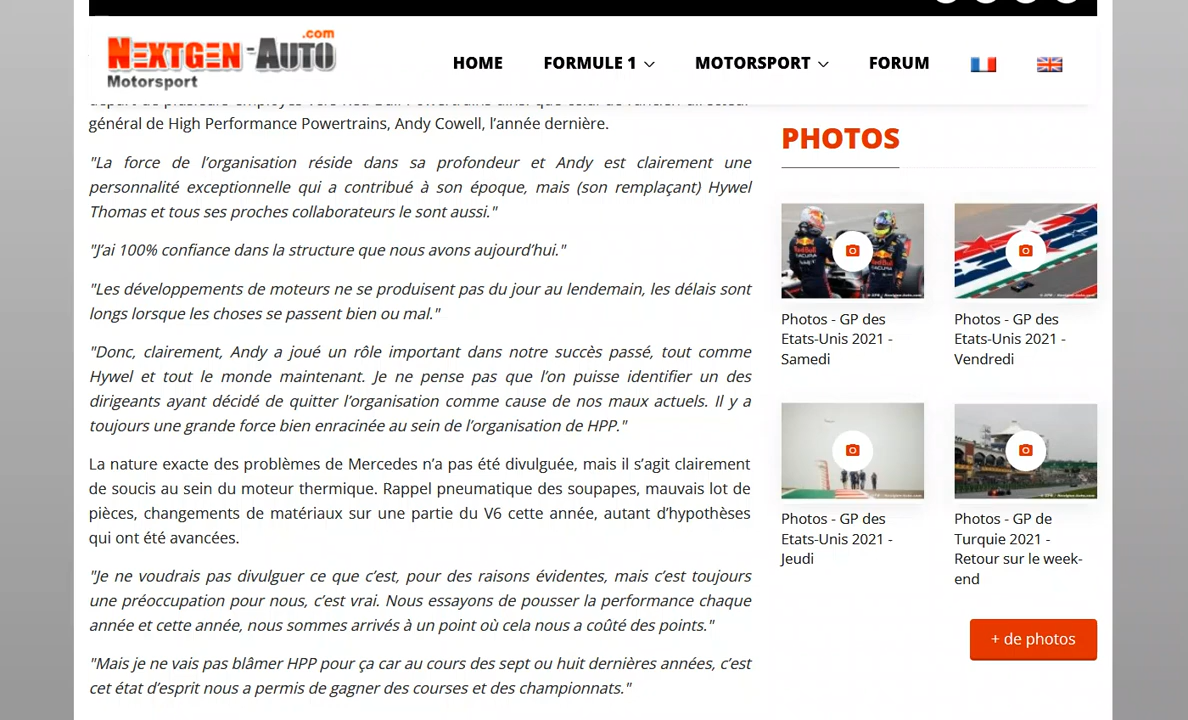 NEXTGEN-AUTO
.com
Motorsport
HOME
FORMULE 1
MOTORSPORT
FORUM
départ de plusieurs employés vers Red Bull Powertrains ainsi que celui de l’ancien directeur
général de High Performance Powertrains, Andy Cowell, l’année dernière.
"La force de l’organisation réside dans sa profondeur et Andy est clairement une
personnalité exceptionnelle qui a contribué à son époque, mais (son remplaçant) Hywel
Thomas et tous ses proches collaborateurs le sont aussi."
"J’ai 100% confiance dans la structure que nous avons aujourd’hui."
"Les développements de moteurs ne se produisent pas du jour au lendemain, les délais sont
longs lorsque les choses se passent bien ou mal."
"Donc, clairement, Andy a joué un rôle important dans notre succès passé, tout comme
Hywel et tout le monde maintenant. Je ne pense pas que l’on puisse identifier un des
dirigeants ayant décidé de quitter l’organisation comme cause de nos maux actuels. Il y a
toujours une grande force bien enracinée au sein de l’organisation de HPP."
La nature exacte des problèmes de Mercedes n’a pas été divulguée, mais il s’agit clairement
de soucis au sein du moteur thermique. Rappel pneumatique des soupapes, mauvais lot de
pièces, changements de matériaux sur une partie du V6 cette année, autant d’hypothèses
qui ont été avancées.
"Je ne voudrais pas divulguer ce que c’est, pour des raisons évidentes, mais c’est toujours
une préoccupation pour nous, c’est vrai. Nous essayons de pousser la performance chaque
année et cette année, nous sommes arrivés à un point où cela nous a coûté des points."
"Mais je ne vais pas blâmer HPP pour ça car au cours des sept ou huit dernières années, c’est
cet état d’esprit nous a permis de gagner des courses et des championnats."
PHOTOS
Photos - GP des
Etats-Unis 2021 -
Samedi
Photos - GP des
Etats-Unis 2021 -
Vendredi
Photos - GP des
Etats-Unis 2021 -
Jeudi
Photos - GP de
Turquie 2021 -
Retour sur le week-
end
+ de photos